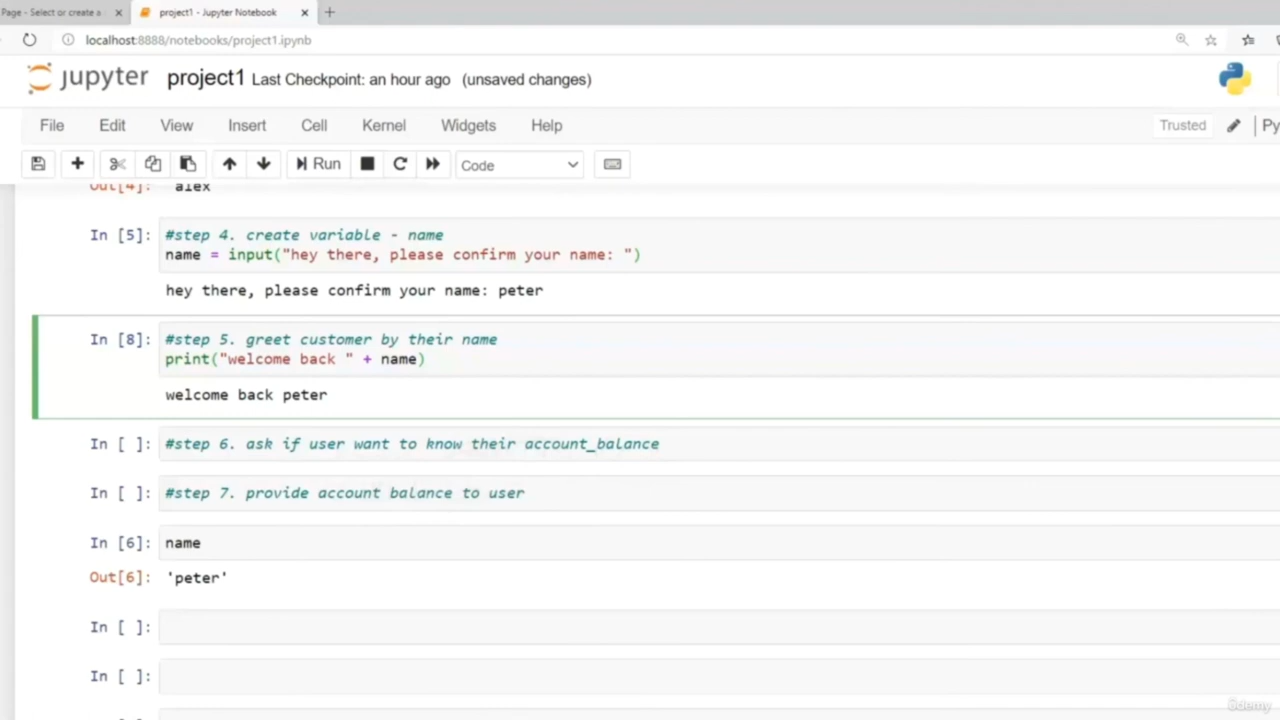 Page - Select or create a
project1 - Jupyter Notebook
localhost:8888/notebooks/project1.ipynb
jupyter project1 Last Checkpoint: an hour ago (unsaved changes)
File Edit View Insert Cell Kernel Widgets Help Trusted Py
Run Code
Out[4]: alex
In [5]: #step 4. create variable - name
name = input("hey there, please confirm your name: ")
hey there, please confirm your name: peter
In [8]: #step 5. greet customer by their name
print("welcome back " + name)
welcome back peter
In [ ]: #step 6. ask if user want to know their account_balance
In [ ]: #step 7. provide account balance to user
In [6]: name
Out[6]: 'peter'
In [ ]:
In [ ]:
ûdemy